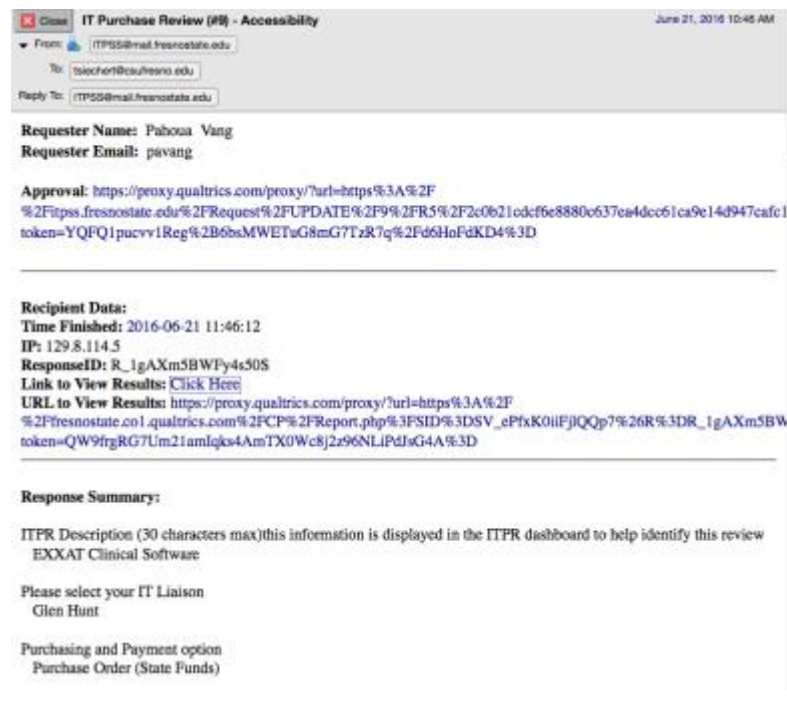 Close IT Purchase Review (#9) - Accessibility June 21, 2016 10:46 AM
From: ITPSS@mail.fresnostate.edu
To: tsiechert@csufresno.edu
Reply To: ITPSS@mail.fresnostate.edu
Requester Name: Pahoua Vang
Requester Email: pavang
Approval: https://proxy.qualtrics.com/proxy/?url=https%3A%2F
%2Fitpss.fresnostate.edu%2FRequest%2FUPDATE%2F9%2FR5%2F2c0b21cdcf6e8880c637ea4dcc61ca9e14d947cafc1
token=YQFQ1pucvv1Reg%2B6bsMWETuG8mG7TzR7q%2Fd6HoFdKD4%3D
Recipient Data:
Time Finished: 2016-06-21 11:46:12
IP: 129.8.114.5
ResponseID: R_1gAXm5BWFy4s50S
Link to View Results: Click Here
URL to View Results: https://proxy.qualtrics.com/proxy/?url=https%3A%2F
%2Ffresnostate.co1.qualtrics.com%2FCP%2FReport.php%3FSID%3DSV_ePfxK0iiFjlQQp7%26R%3DR_1gAXm5BW
token=QW9frgRG7Um21amIqks4AmTX0Wc8j2z96NLiPdJsG4A%3D
Response Summary:
ITPR Description (30 characters max)this information is displayed in the ITPR dashboard to help identify this review
EXXAT Clinical Software
Please select your IT Liaison
Glen Hunt
Purchasing and Payment option
Purchase Order (State Funds)